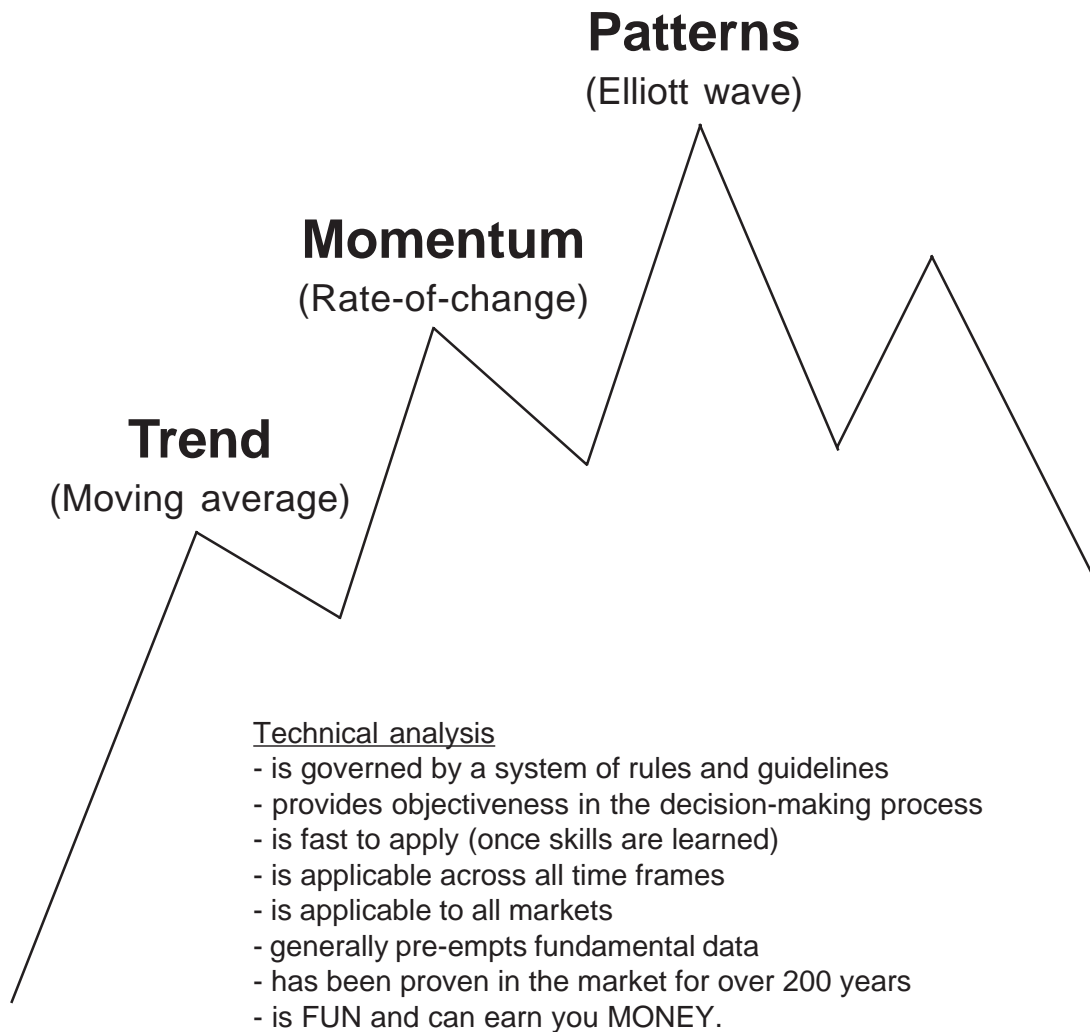 Patterns
(Elliott wave)
Momentum
(Rate-of-change)
Trend
(Moving average)
Technical analysis
- is governed by a system of rules and guidelines
- provides objectiveness in the decision-making process
- is fast to apply (once skills are learned)
- is applicable across all time frames
- is applicable to all markets
- generally pre-empts fundamental data
- has been proven in the market for over 200 years
- is FUN and can earn you MONEY.